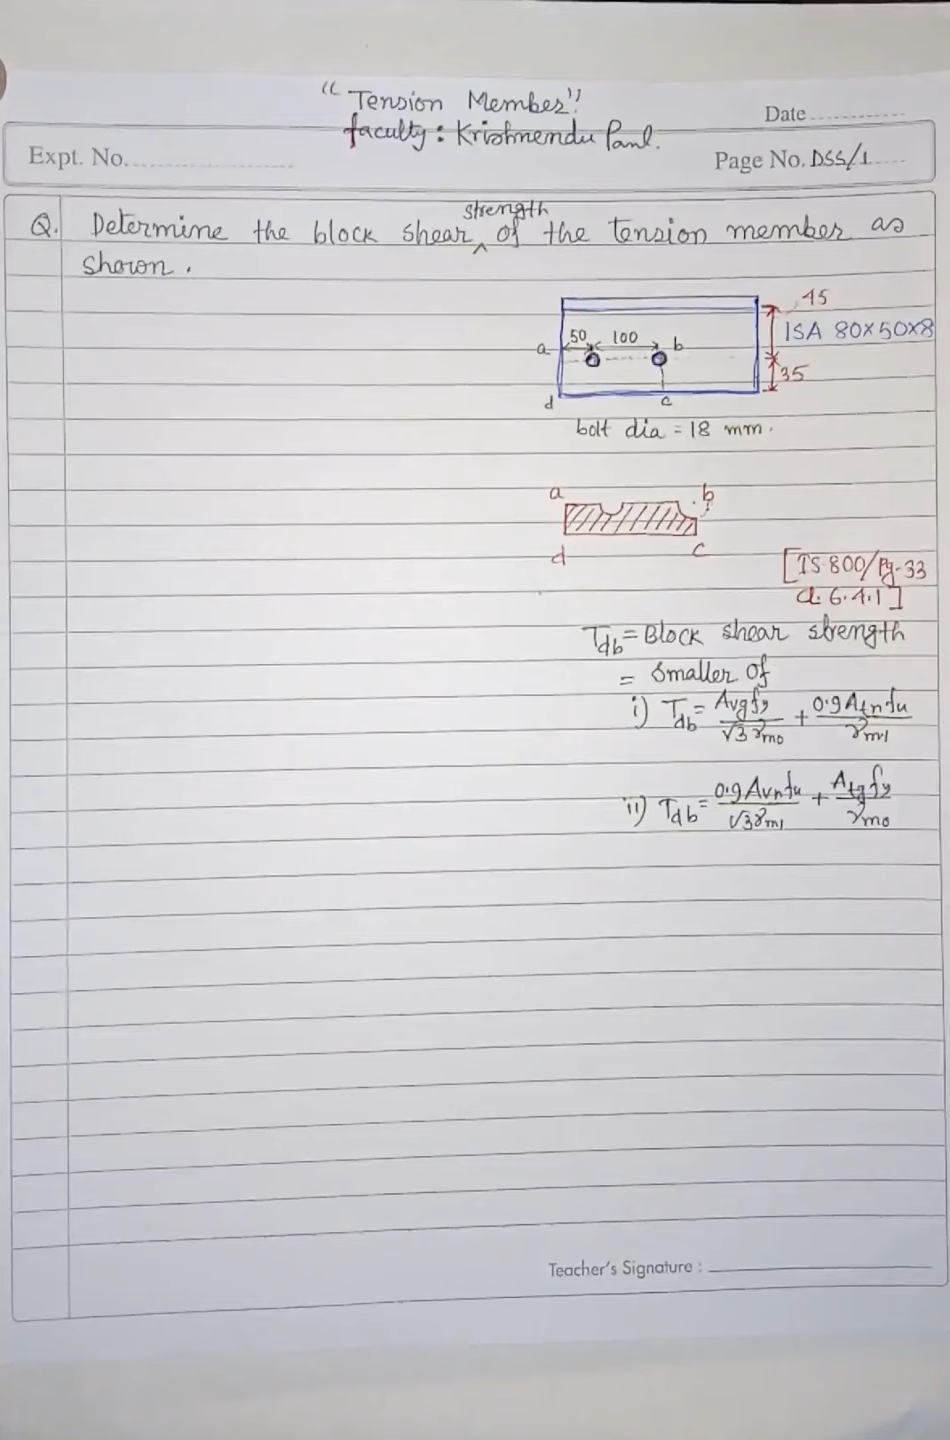 "Tension Member"
faculty: Krishnendu Paul.
Date
Expt. No.
Page No. DSS/1
Q. Determine the block shear strength of the tension member as
shown.
45
ISA 80×50×8
50 100
a b
35
d c
bolt dia = 18 mm.
a b
d c
[IS 800/Pg-33
Cl. 6.4.1]
Tdb = Block shear strength
= smaller of
i) Tdb = Avg fy / √3 γm0 + 0.9 Atn fu / γm1
ii) Tdb = 0.9 Avn fu / √3 γm1 + Atg fy / γm0
Teacher's Signature :